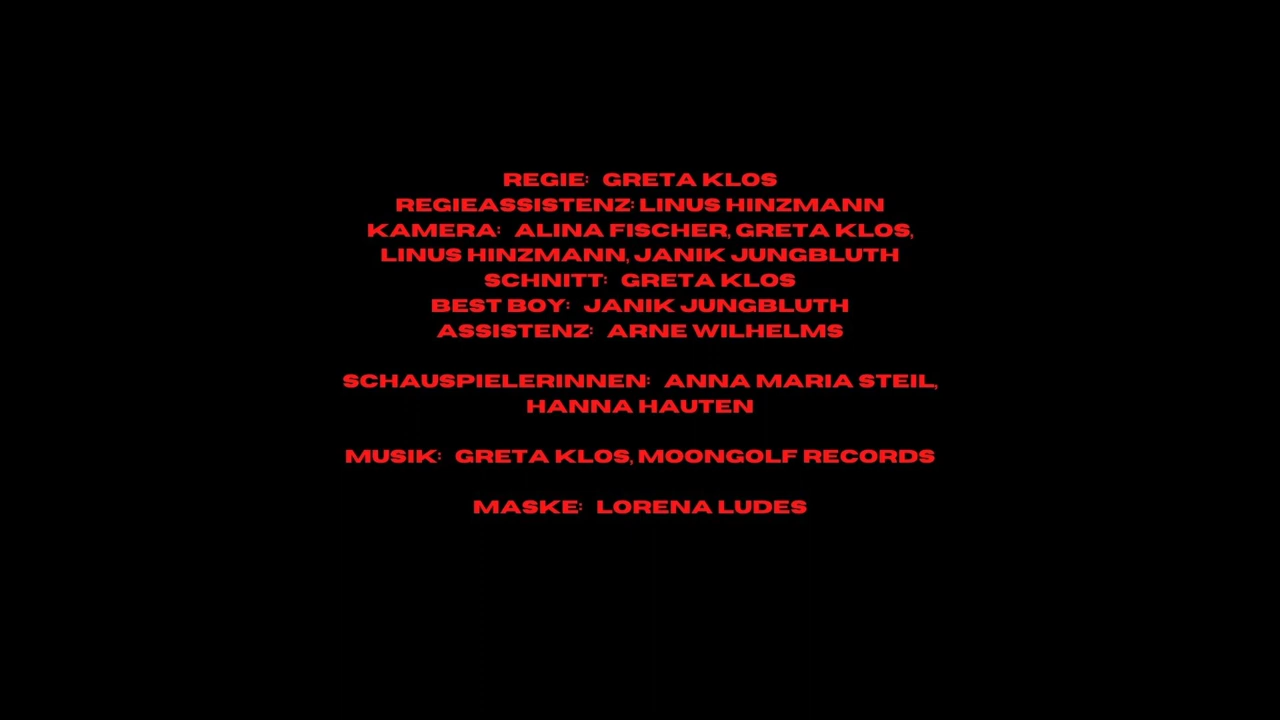 REGIE: GRETA KLOS
REGIEASSISTENZ: LINUS HINZMANN
KAMERA: ALINA FISCHER, GRETA KLOS,
LINUS HINZMANN, JANIK JUNGBLUTH
SCHNITT: GRETA KLOS
BEST BOY: JANIK JUNGBLUTH
ASSISTENZ: ARNE WILHELMS
SCHAUSPIELERINNEN: ANNA MARIA STEIL,
HANNA HAUTEN
MUSIK: GRETA KLOS, MOONGOLF RECORDS
MASKE: LORENA LUDES